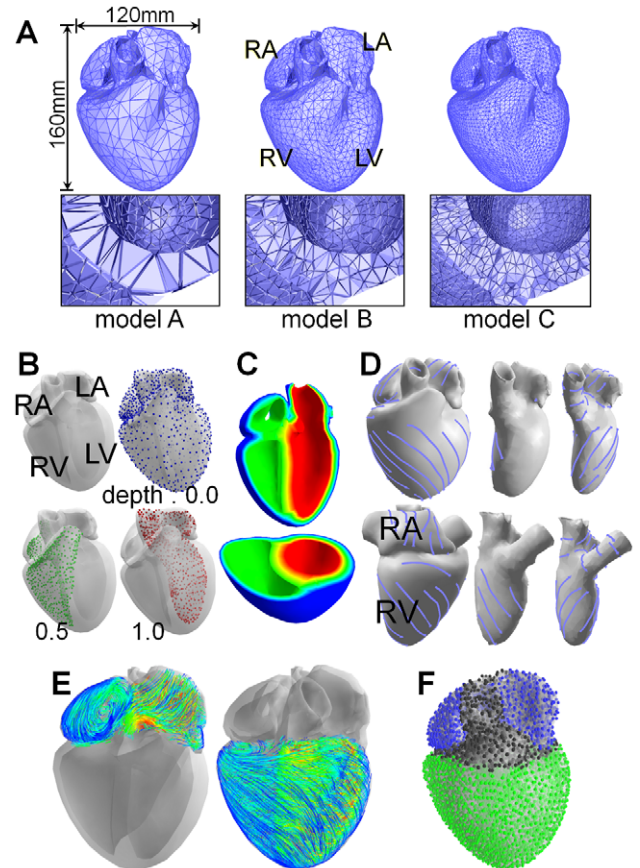 A
120mm
160mm
RA
LA
RV
LV
model A
model B
model C
B
C
D
RA
LA
RV
LV
depth : 0.0
0.5
1.0
RA
RV
E
F